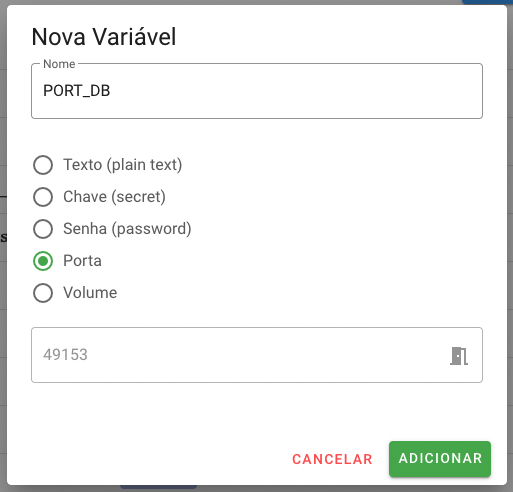 Nova Variável
Nome
PORT_DB
Texto (plain text)
Chave (secret)
Senha (password)
Porta
Volume
49153
CANCELAR ADICIONAR